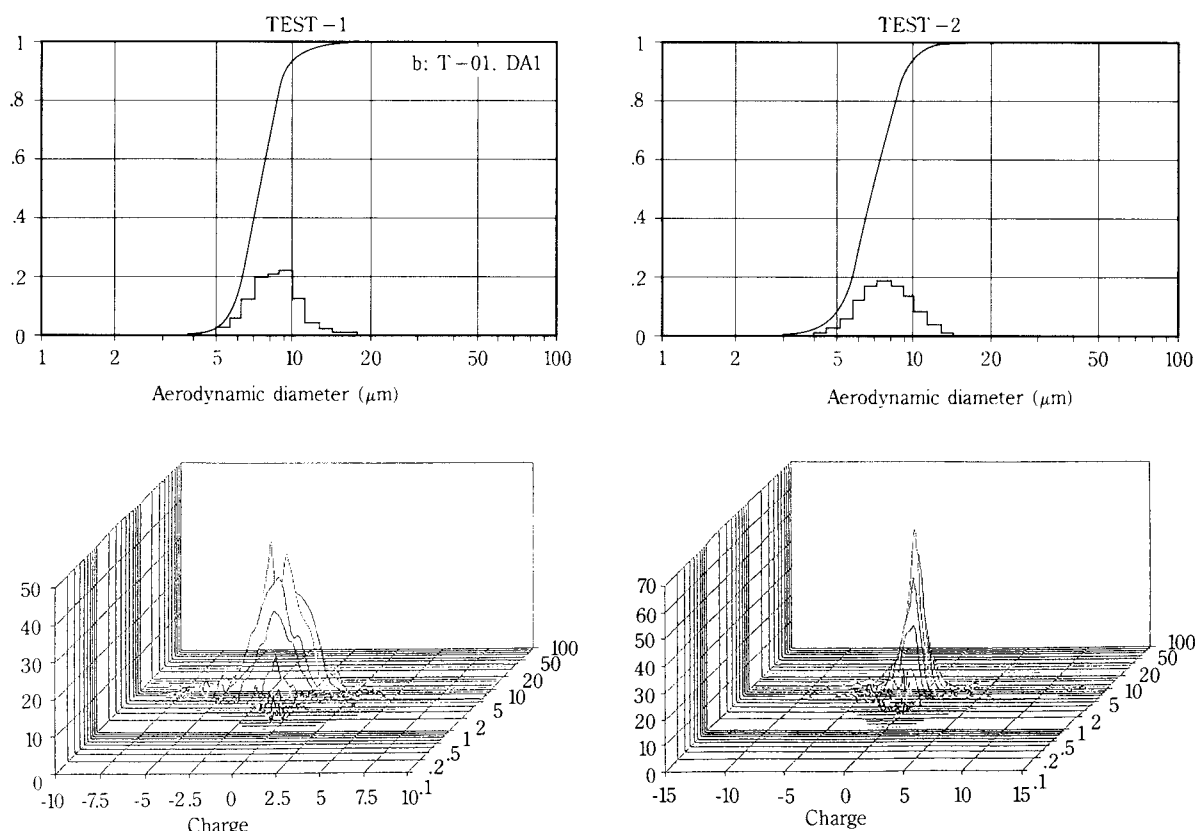 TEST-1
TEST-2
b: T-01. DA1
1
.8
.6
.4
.2
0
1 2 5 10 20 50 100
Aerodynamic diameter (μm)
1
.8
.6
.4
.2
0
1 2 5 10 20 50 100
Aerodynamic diameter (μm)
50
40
30
20
10
0
-10 -7.5 -5 -2.5 0 2.5 5 7.5 10
.1 .2 .5 1 2 5 10 20 50 100
Charge
70
60
50
40
30
20
10
0
-15 -10 -5 0 5 10 15
.1 .2 .5 1 2 5 10 20 50 100
Charge